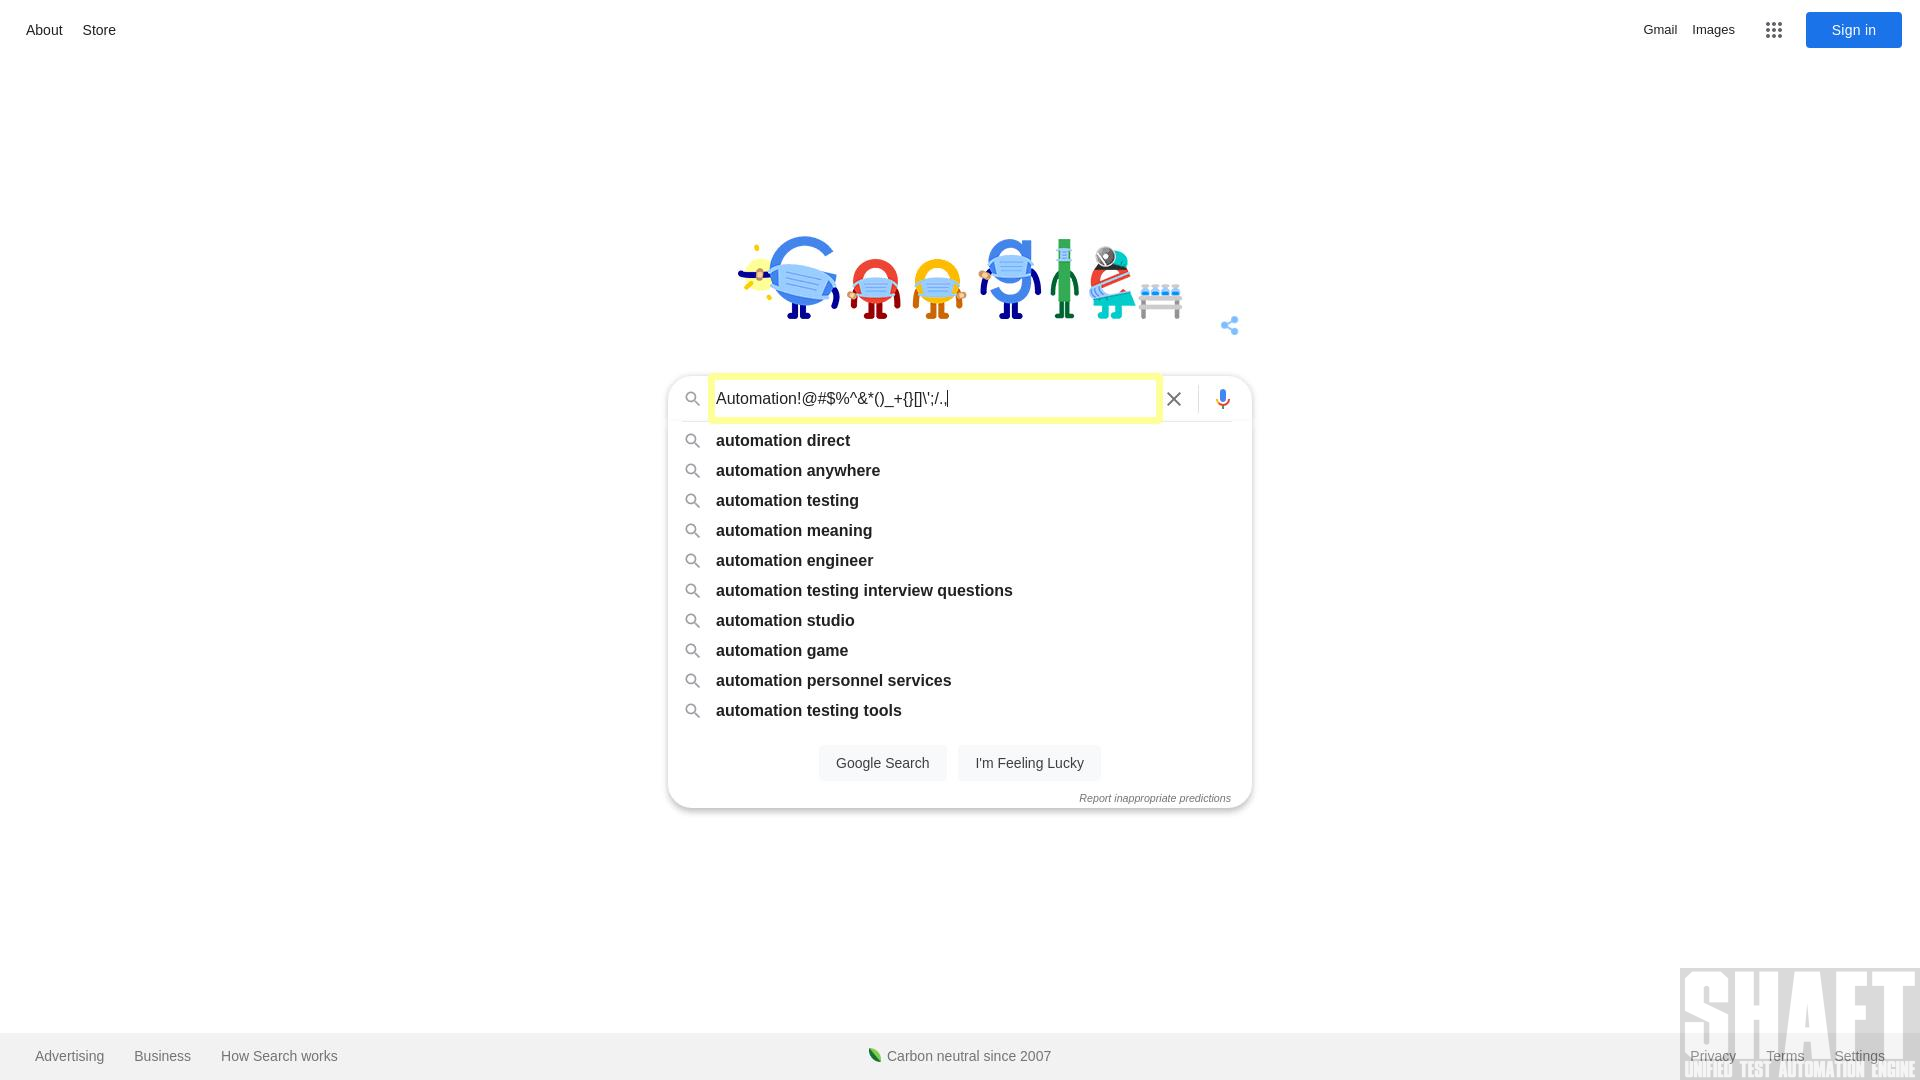 About Store
Gmail Images Sign in
Google
Automation!@#$%^&*()_+{}[]\';/.,
automation direct
automation anywhere
automation testing
automation meaning
automation engineer
automation testing interview questions
automation studio
automation game
automation personnel services
automation testing tools
Google Search I'm Feeling Lucky
Report inappropriate predictions
SHAFT
Advertising Business How Search works Carbon neutral since 2007 Privacy Terms Settings
UNIFIED TEST AUTOMATION ENGINE